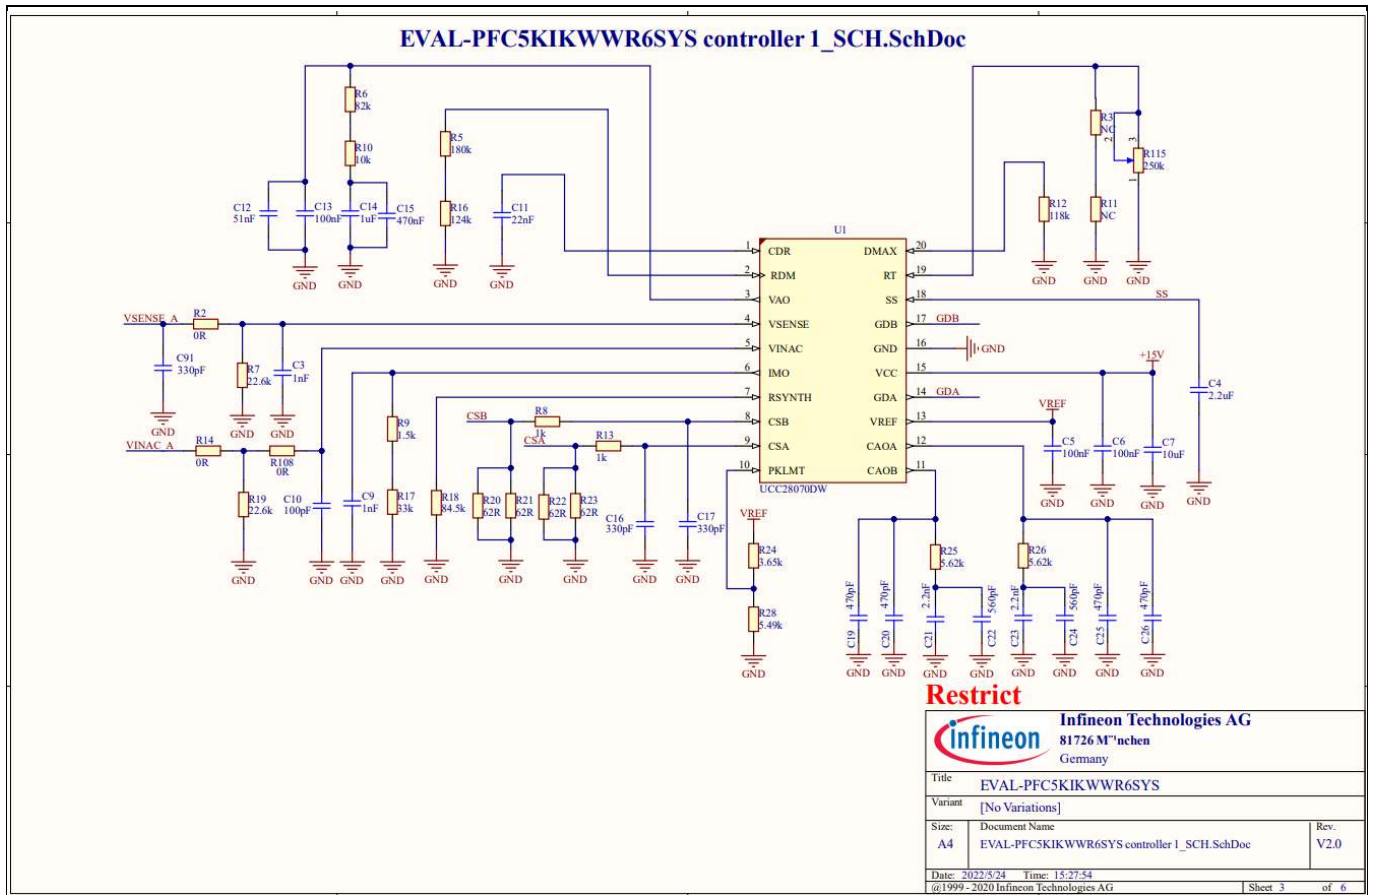 EVAL-PFC5KIKWWR6SYS controller 1_SCH.SchDoc
R6
82k
R10
10k
C12
51nF
C13
100nF
C14
1uF
C15
470nF
GND
GND
R5
180k
R16
124k
GND
C11
22nF
GND
R3
NC
R115
250k
2
3
1
R12
118k
R11
NC
GND
GND
GND
U1
1
CDR
2
RDM
3
VAO
4
VSENSE
5
VINAC
6
IMO
7
RSYNTH
8
CSB
9
CSA
10
PKLMT
DMAX
20
RT
19
SS
18
GDB
17
GND
16
VCC
15
GDA
14
VREF
13
CAOA
12
CAOB
11
UCC28070DW
VSENSE_A
R2
0R
C91
330pF
R7
22.6k
C3
1nF
GND
GND
GND
VINAC_A
R14
0R
R108
0R
R19
22.6k
C10
100pF
C9
1nF
R9
1.5k
R17
33k
R18
84.5k
GND
GND
GND
GND
GND
CSB
R8
1k
CSA
R13
1k
R20
62R
R21
62R
R22
62R
R23
62R
C16
330pF
C17
330pF
GND
GND
GND
GND
VREF
R24
3.65k
R28
5.49k
GND
SS
GDB
GND
+15V
GDA
VREF
C5
100nF
C6
100nF
C7
10uF
C4
2.2uF
GND
GND
GND
GND
R25
5.62k
R26
5.62k
470pF
C19
470pF
C20
2.2nF
C21
560pF
C22
2.2nF
C23
560pF
C24
470pF
C25
470pF
C26
GND
GND
GND
GND
GND
GND
GND
GND
Restrict
infineon
Infineon Technologies AG
81726 M¨¹nchen
Germany
Title
EVAL-PFC5KIKWWR6SYS
Variant
[No Variations]
Size:
Document Name
Rev.
A4
EVAL-PFC5KIKWWR6SYS controller 1_SCH.SchDoc
V2.0
Date: 2022/5/24 Time: 15:27:54
@1999 - 2020 Infineon Technologies AG
Sheet 3 of 6